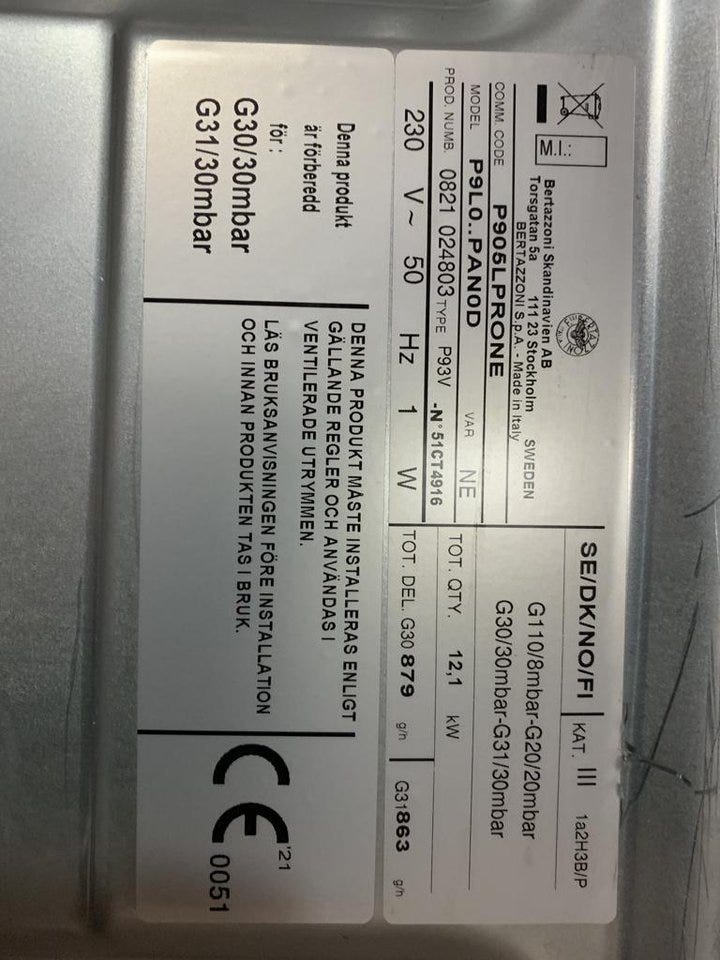 M.I.:
Bertazzoni Skandinavien AB
Torsgatan 5a 111 23 Stockholm SWEDEN
BERTAZZONI S.p.A. - Made in Italy
COMM. CODE P905LPRONE
MODEL P9L0..PAN0D VAR NE
PROD. NUMB. 0821 024803 TYPE P93V -N°51CT4916
230 V~ 50 Hz 1 W
SE/DK/NO/FI KAT. III 1a2H3B/P
G110/8mbar-G20/20mbar
G30/30mbar-G31/30mbar
TOT. QTY. 12,1 kW
TOT. DEL. G30 879 g/h G31 863 g/h
Denna produkt
är förberedd
för :
G30/30mbar
G31/30mbar
DENNA PRODUKT MÅSTE INSTALLERAS ENLIGT
GÄLLANDE REGLER OCH ANVÄNDAS I
VENTILERADE UTRYMMEN.
LÄS BRUKSANVISNINGEN FÖRE INSTALLATION
OCH INNAN PRODUKTEN TAS I BRUK.
CE '21
0051